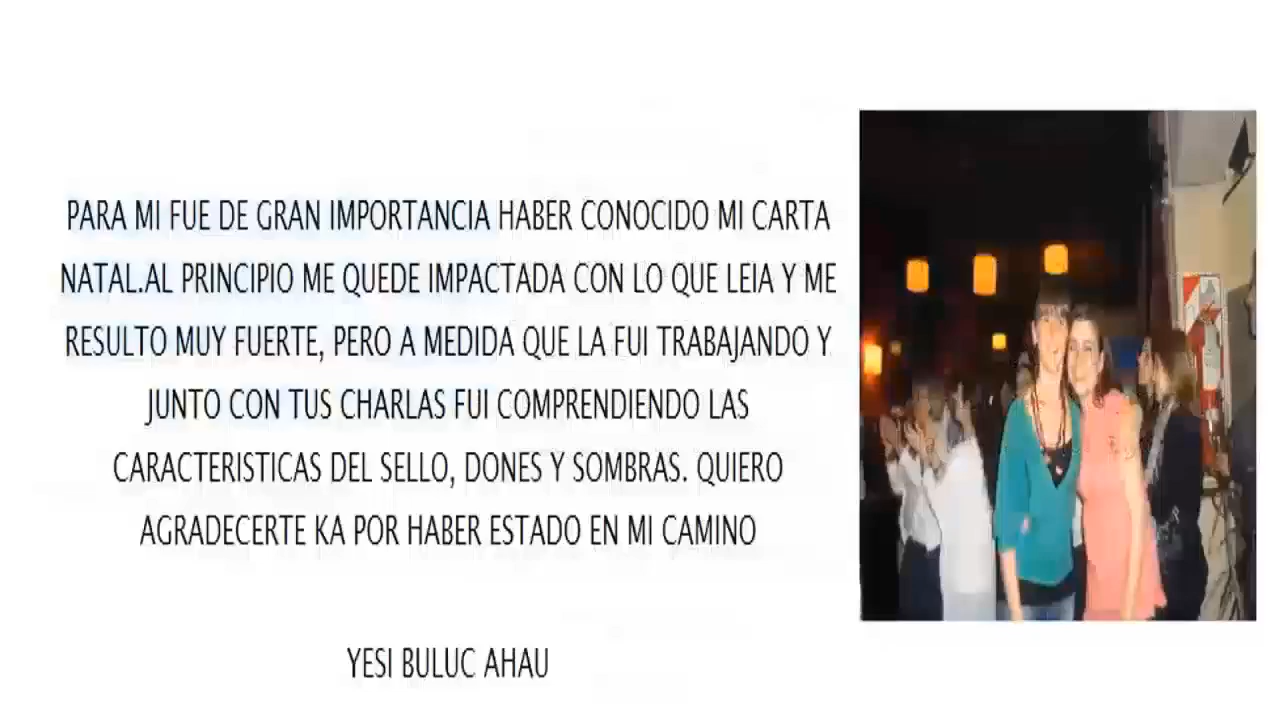 PARA MI FUE DE GRAN IMPORTANCIA HABER CONOCIDO MI CARTA
NATAL.AL PRINCIPIO ME QUEDE IMPACTADA CON LO QUE LEIA Y ME
RESULTO MUY FUERTE, PERO A MEDIDA QUE LA FUI TRABAJANDO Y
JUNTO CON TUS CHARLAS FUI COMPRENDIENDO LAS
CARACTERISTICAS DEL SELLO, DONES Y SOMBRAS. QUIERO
AGRADECERTE KA POR HABER ESTADO EN MI CAMINO
YESI BULUC AHAU